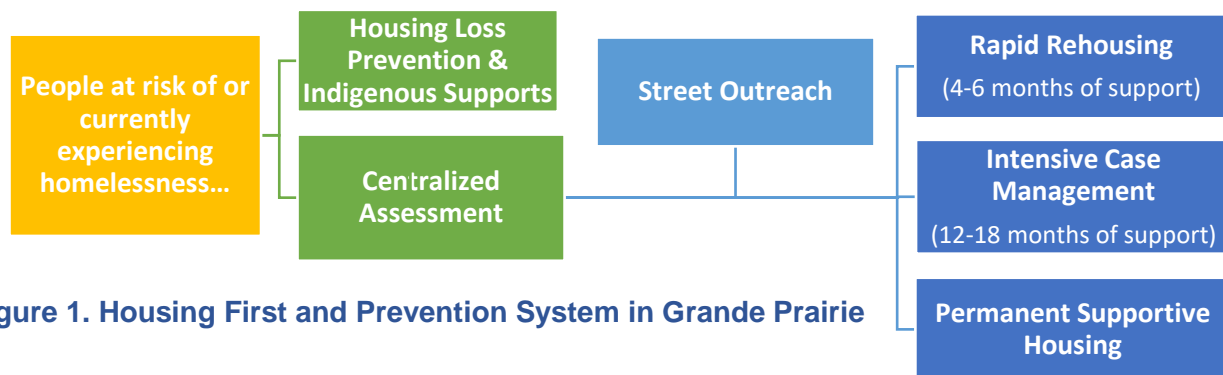 People at risk of or
currently
experiencing
homelessness…
Housing Loss
Prevention &
Indigenous Supports
Centralized
Assessment
Street Outreach
Rapid Rehousing
(4-6 months of support)
Intensive Case
Management
(12-18 months of support)
Permanent Supportive
Housing
gure 1. Housing First and Prevention System in Grande Prairie